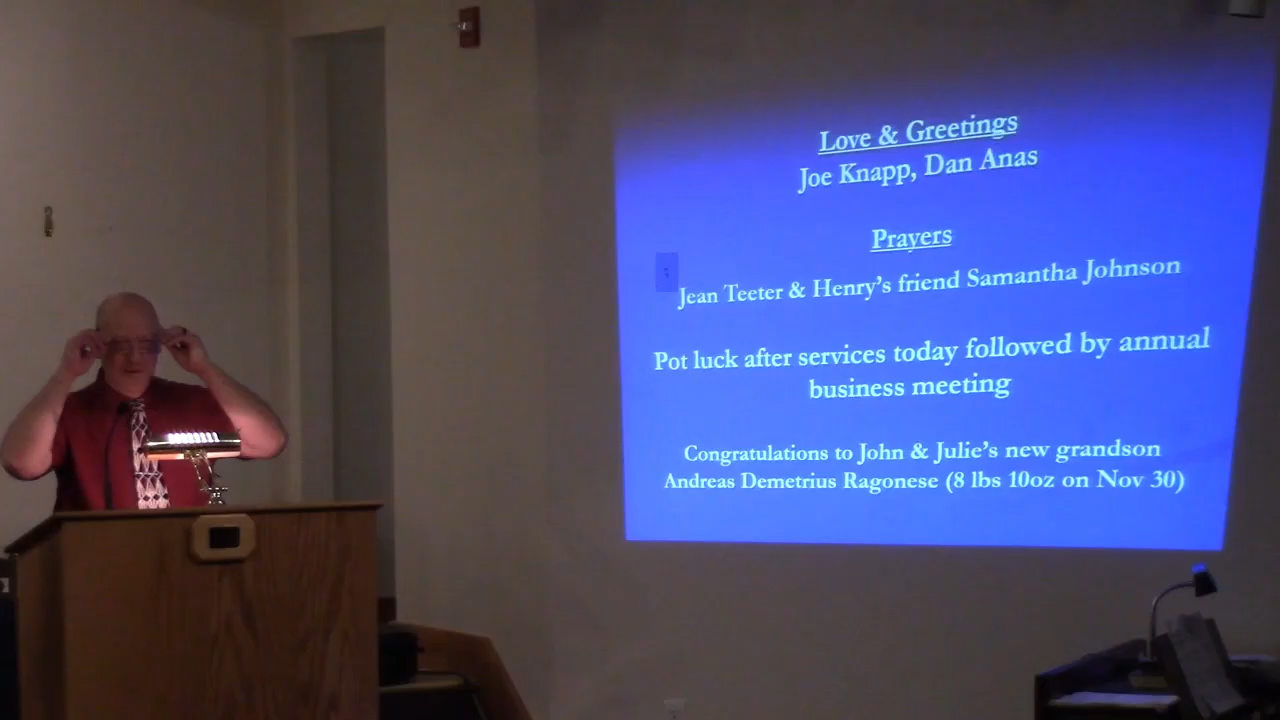 Love & Greetings
Joe Knapp, Dan Anas
Prayers
Jean Teeter & Henry's friend Samantha Johnson
Pot luck after services today followed by annual
business meeting
Congratulations to John & Julie's new grandson
Andreas Demetrius Ragonese (8 lbs 10oz on Nov 30)